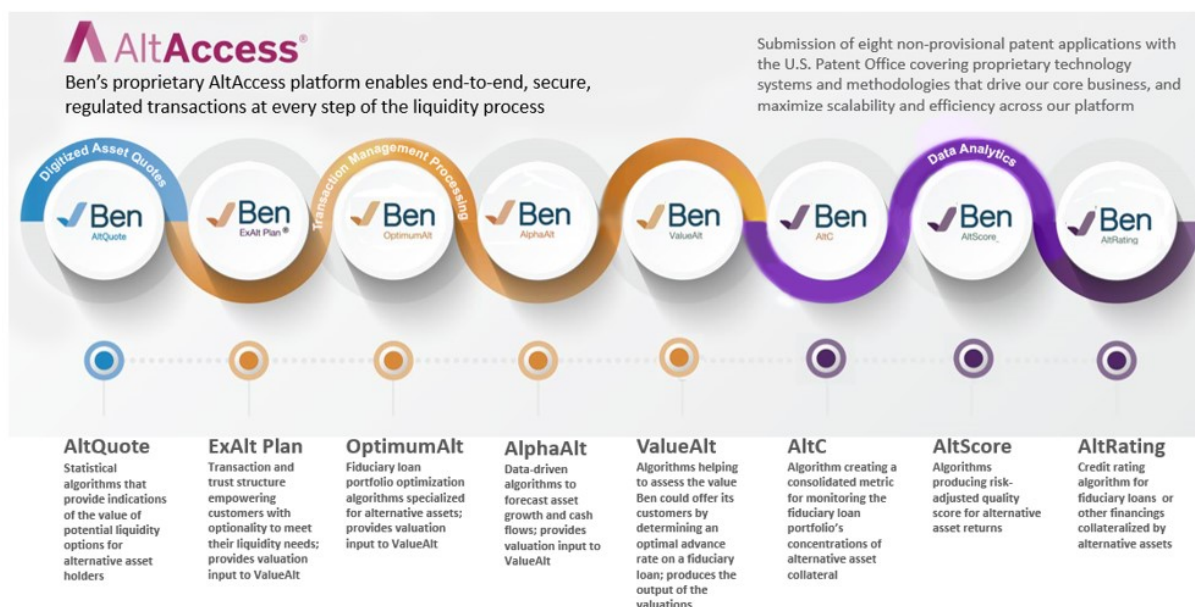 AltAccess®
Ben's proprietary AltAccess platform enables end-to-end, secure,
regulated transactions at every step of the liquidity process
Submission of eight non-provisional patent applications with
the U.S. Patent Office covering proprietary technology
systems and methodologies that drive our core business, and
maximize scalability and efficiency across our platform
Digitized Asset Quotes
Transaction Management Processing
Data Analytics
Ben
AltQuote
Ben
ExAlt Plan ®
Ben
OptimumAlt
Ben
AlphaAlt
Ben
ValueAlt
Ben
AltC
Ben
AltScore
Ben
AltRating
AltQuote
Statistical
algorithms that
provide indications
of the value of
potential liquidity
options for
alternative asset
holders
ExAlt Plan
Transaction and
trust structure
empowering
customers with
optionality to meet
their liquidity needs;
provides valuation
input to ValueAlt
OptimumAlt
Fiduciary loan
portfolio optimization
algorithms specialized
for alternative assets;
provides valuation
input to ValueAlt
AlphaAlt
Data-driven
algorithms to
forecast asset
growth and cash
flows; provides
valuation input to
ValueAlt
ValueAlt
Algorithms helping
to assess the value
Ben could offer its
customers by
determining an
optimal advance
rate on a fiduciary
loan; produces the
output of the
valuations
AltC
Algorithm creating a
consolidated metric
for monitoring the
fiduciary loan
portfolio's
concentrations of
alternative asset
collateral
AltScore
Algorithms
producing risk-
adjusted quality
score for alternative
asset returns
AltRating
Credit rating
algorithm for
fiduciary loans or
other financings
collateralized by
alternative assets